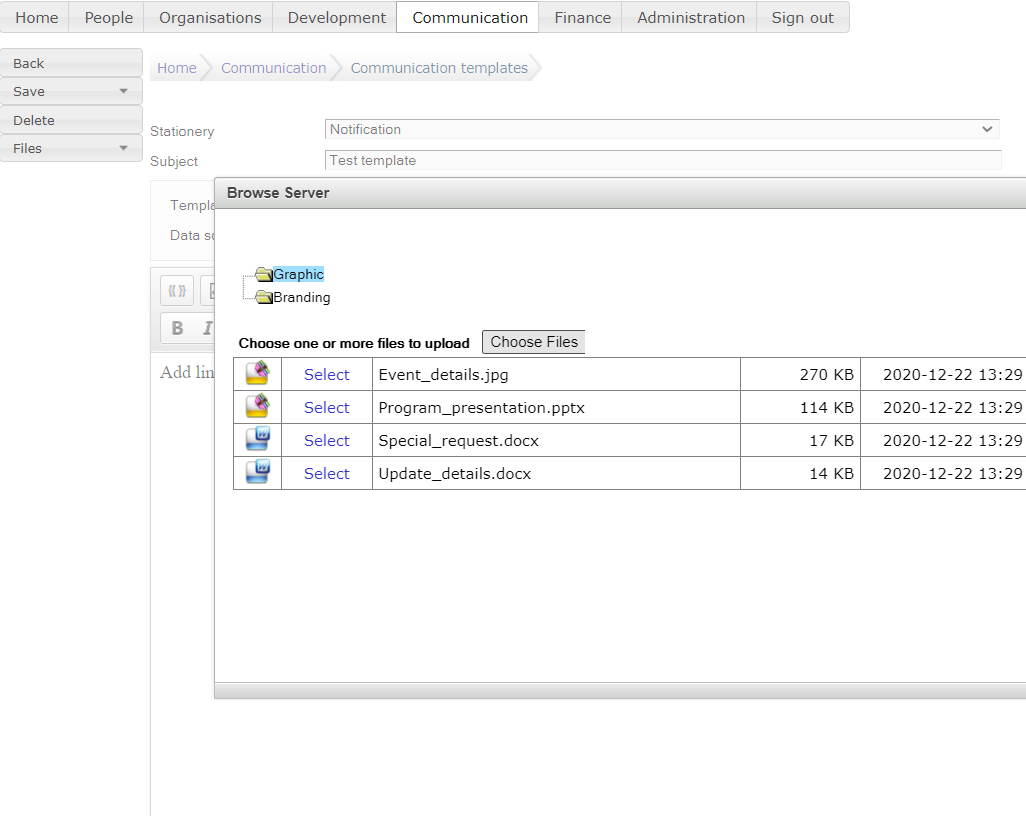 Home People Organisations Development Communication Finance Administration Sign out
Back
Save
Delete
Files
Home Communication Communication templates
Stationery Notification
Subject Test template
Templa
Data so
Browse Server
Graphic
Branding
Choose one or more files to upload Choose Files
Select Event_details.jpg 270 KB 2020-12-22 13:29
Select Program_presentation.pptx 114 KB 2020-12-22 13:29
Select Special_request.docx 17 KB 2020-12-22 13:29
Select Update_details.docx 14 KB 2020-12-22 13:29
B I
Add lin